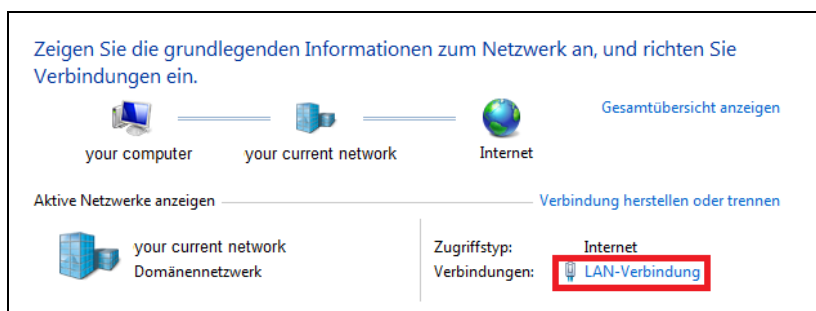 Zeigen Sie die grundlegenden Informationen zum Netzwerk an, und richten Sie
Verbindungen ein.
Gesamtübersicht anzeigen
your computer your current network Internet
Aktive Netzwerke anzeigen Verbindung herstellen oder trennen
your current network Zugriffstyp: Internet
Domänennetzwerk Verbindungen: LAN-Verbindung